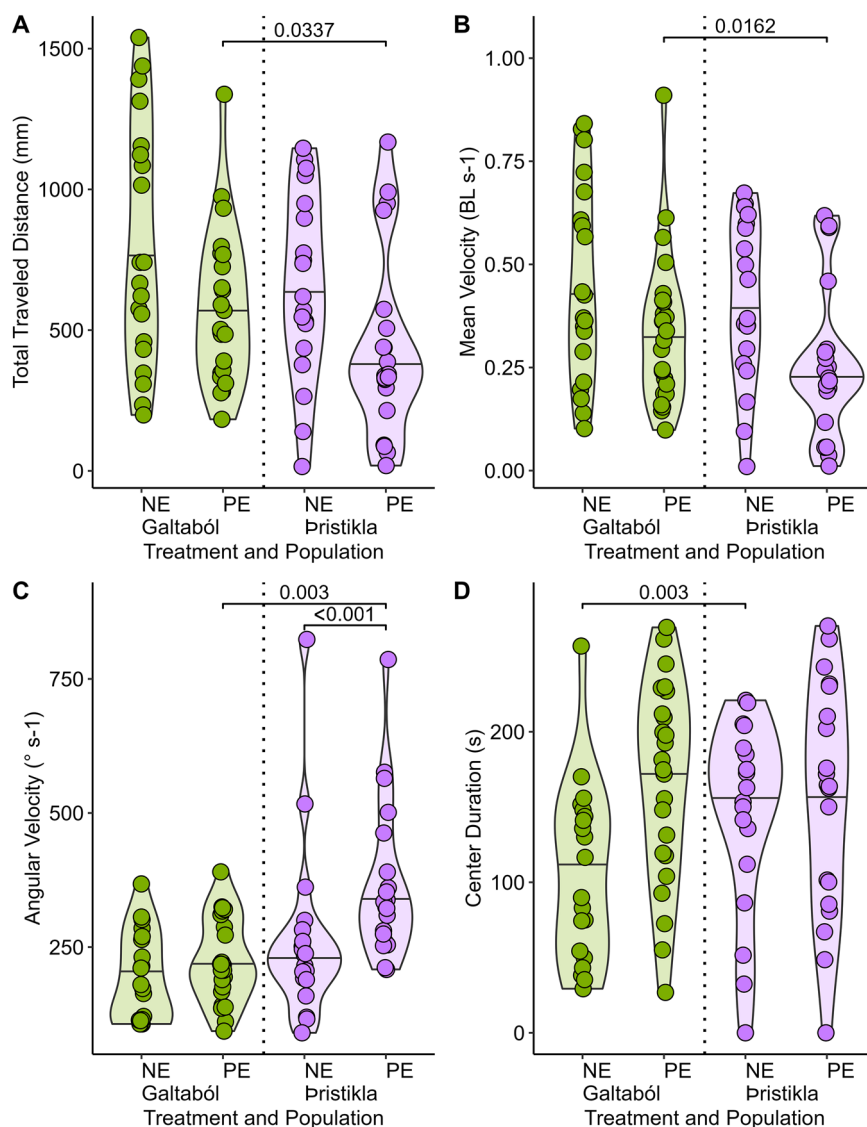 A
Total Traveled Distance (mm)
1500
1000
500
0
0.0337
NE PE NE PE
Galtaból Þristikla
Treatment and Population
B
Mean Velocity (BL s-1)
1.00
0.75
0.50
0.25
0.00
0.0162
NE PE NE PE
Galtaból Þristikla
Treatment and Population
C
Angular Velocity (° s-1)
750
500
250
0.003
<0.001
NE PE NE PE
Galtaból Þristikla
Treatment and Population
D
Center Duration (s)
200
100
0
0.003
NE PE NE PE
Galtaból Þristikla
Treatment and Population